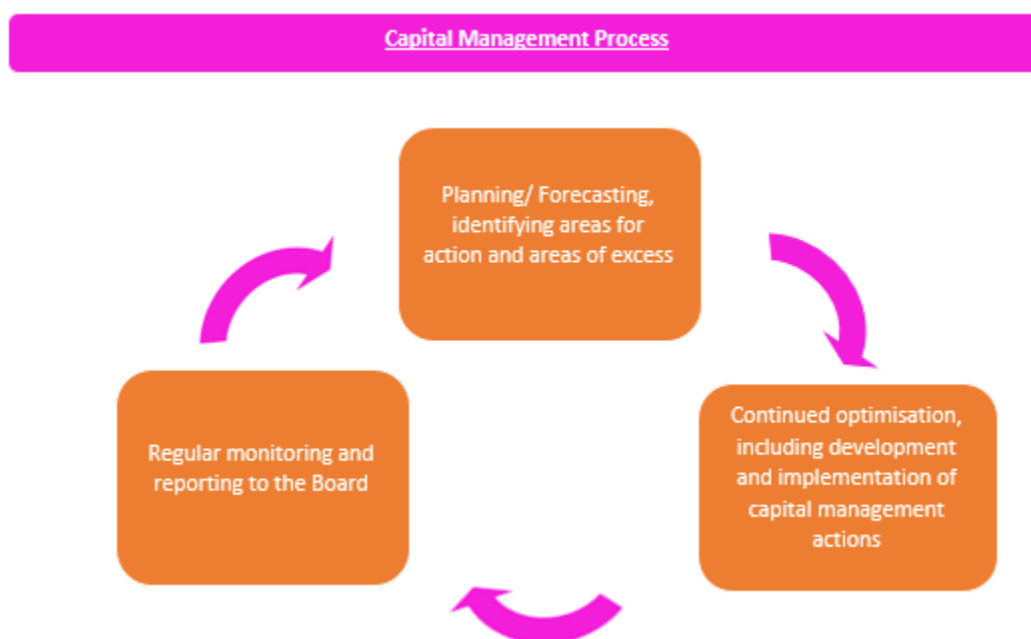 Capital Management Process
Planning/ Forecasting,
identifying areas for
action and areas of excess
Regular monitoring and
reporting to the Board
Continued optimisation,
including development
and implementation of
capital management
actions